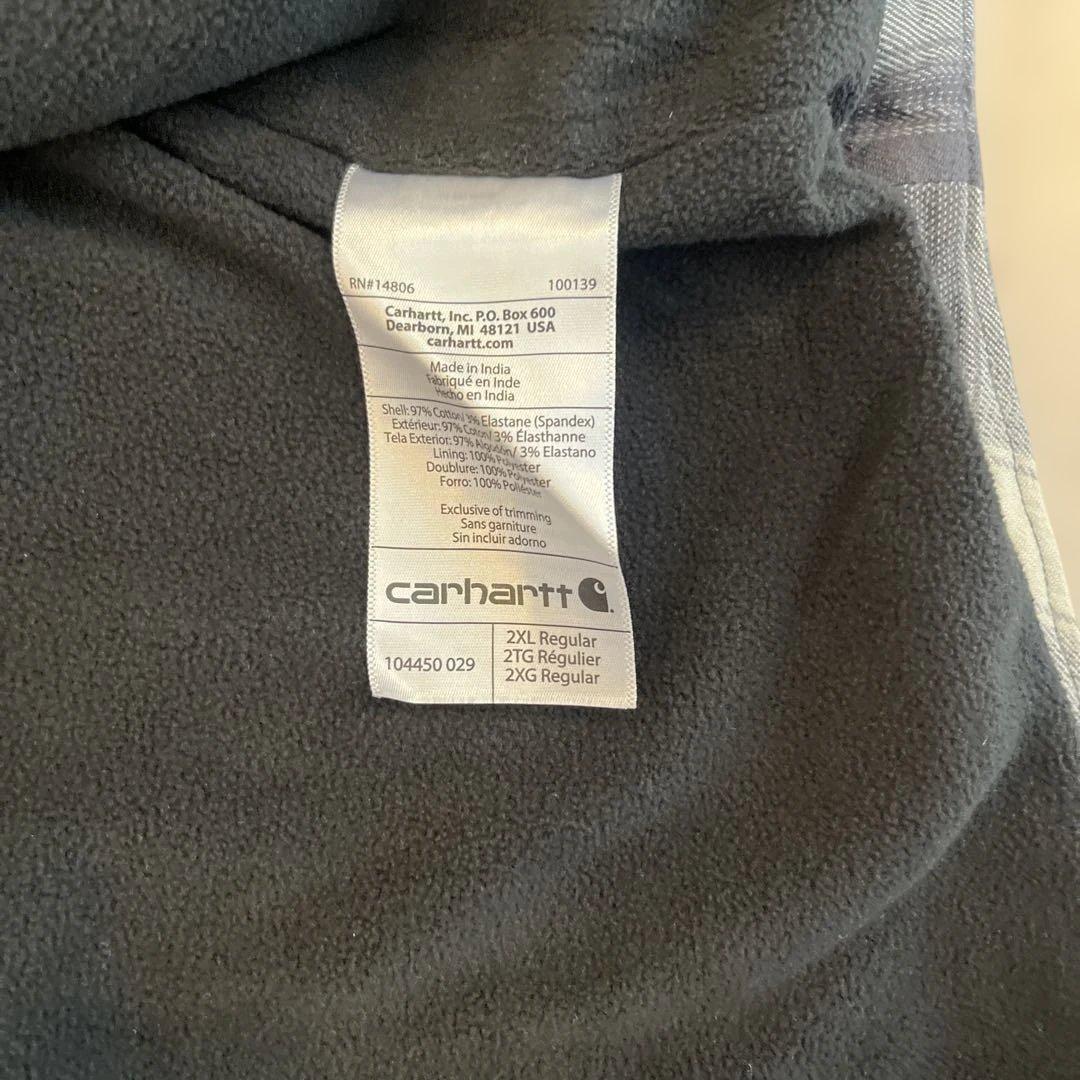 RN#14806 100139
Carhartt, Inc. P.O. Box 600
Dearborn, MI 48121 USA
carhartt.com
Made in India
Fabriqué en Inde
Hecho en India
Shell: 97% Cotton/ 3% Elastane (Spandex)
Extérieur: 97% Coton/ 3% Élasthanne
Tela Exterior: 97% Algodón/ 3% Elastano
Lining: 100% Polyester
Doublure: 100% Polyester
Forro: 100% Poliéster
Exclusive of trimming
Sans garniture
Sin incluir adorno
carhartt
104450 029
2XL Regular
2TG Régulier
2XG Regular